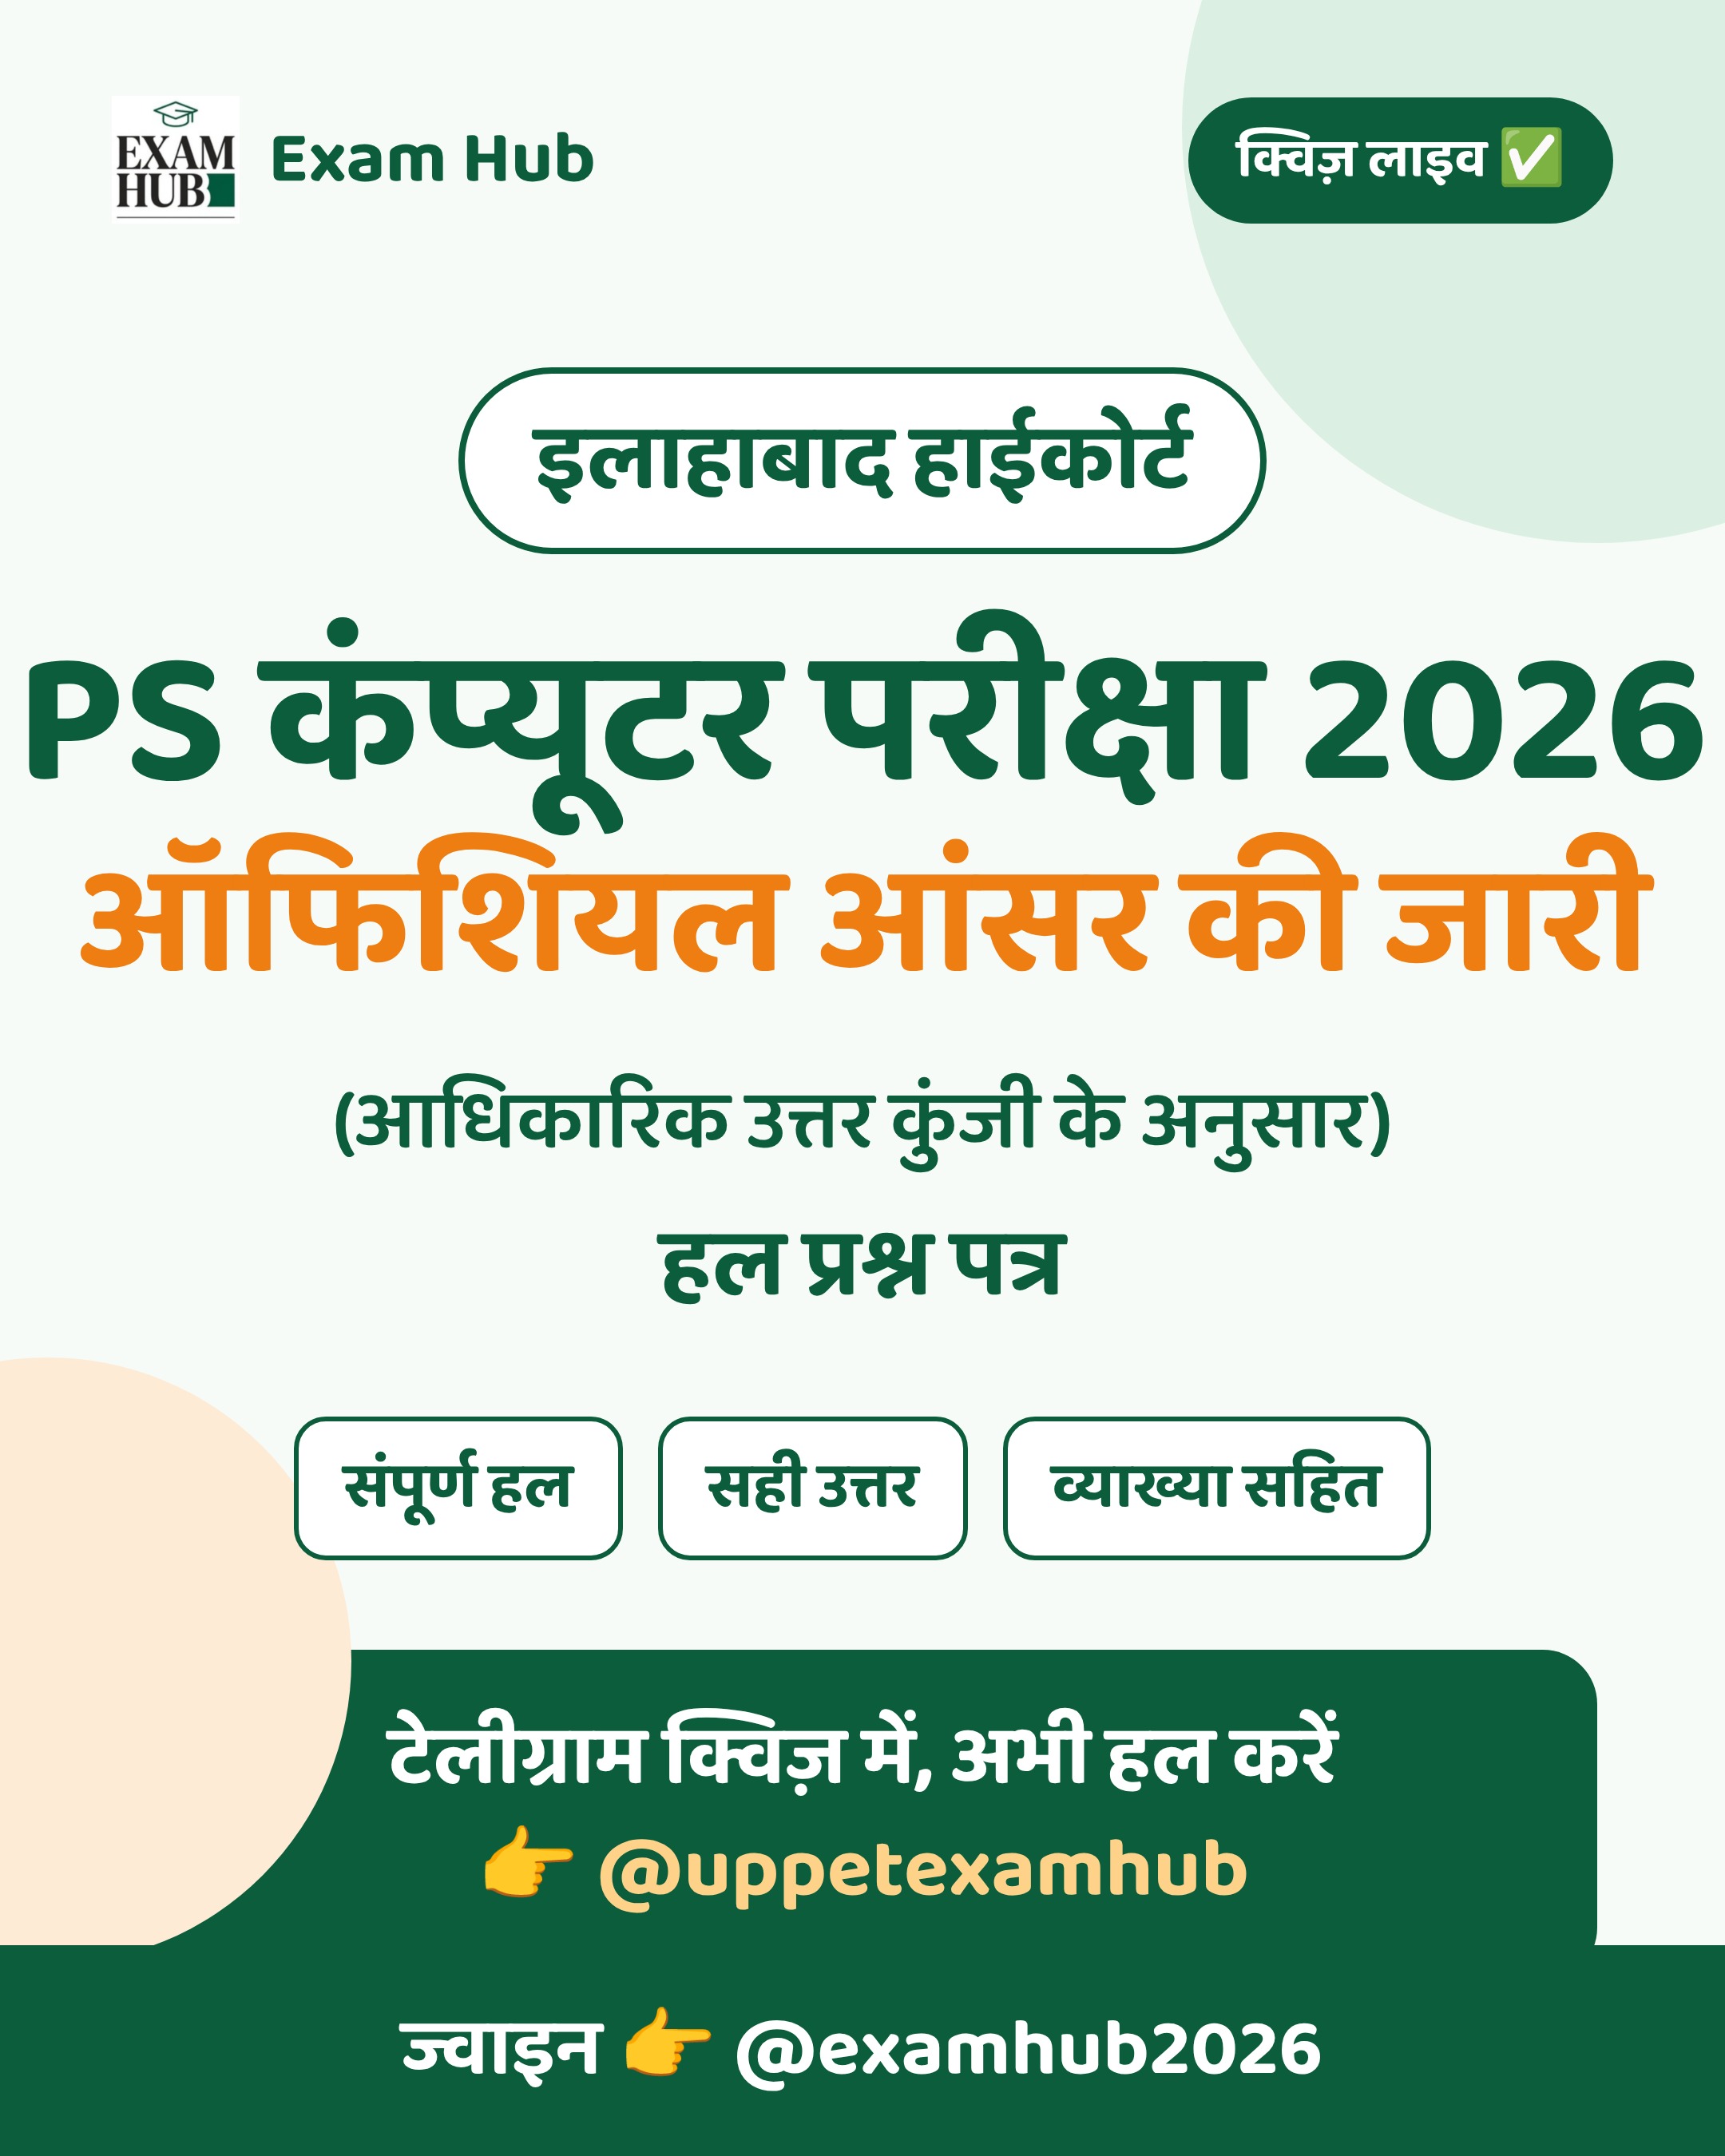 EXAM
HUB
Exam Hub
क्विज़ लाइव ✅
इलाहाबाद हाईकोर्ट
PS कंप्यूटर परीक्षा 2026
ऑफिशियल आंसर की जारी
(आधिकारिक उत्तर कुंजी के अनुसार)
हल प्रश्न पत्र
संपूर्ण हल
सही उत्तर
व्याख्या सहित
टेलीग्राम क्विज़ में, अभी हल करें
👉 @uppetexamhub
ज्वाइन 👉 @examhub2026